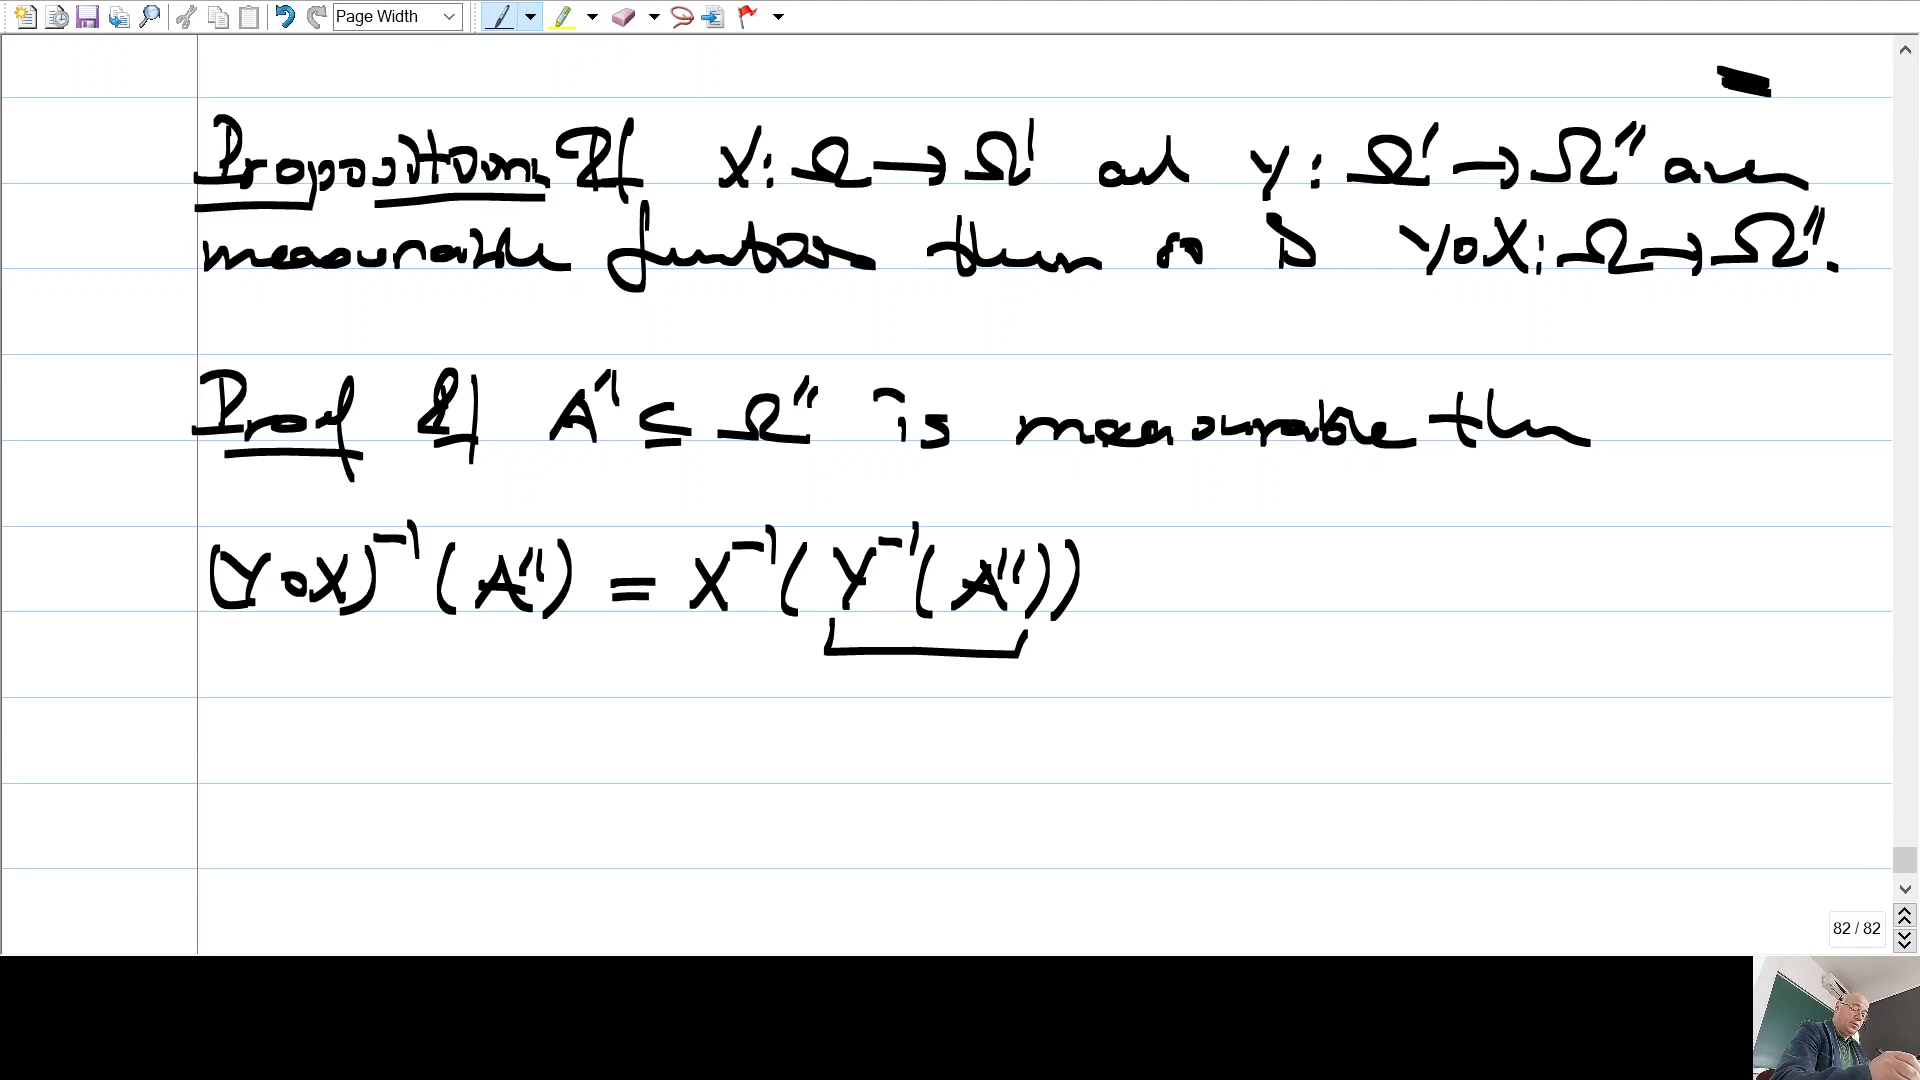 Page Width
Proposition: If X: Ω → Ω' and Y: Ω' → Ω'' are
measurable functions then so is Y∘X: Ω → Ω''.
Proof If A'' ⊆ Ω'' is measurable then
(Y∘X)⁻¹(A'') = X⁻¹(Y⁻¹(A''))
82 / 82